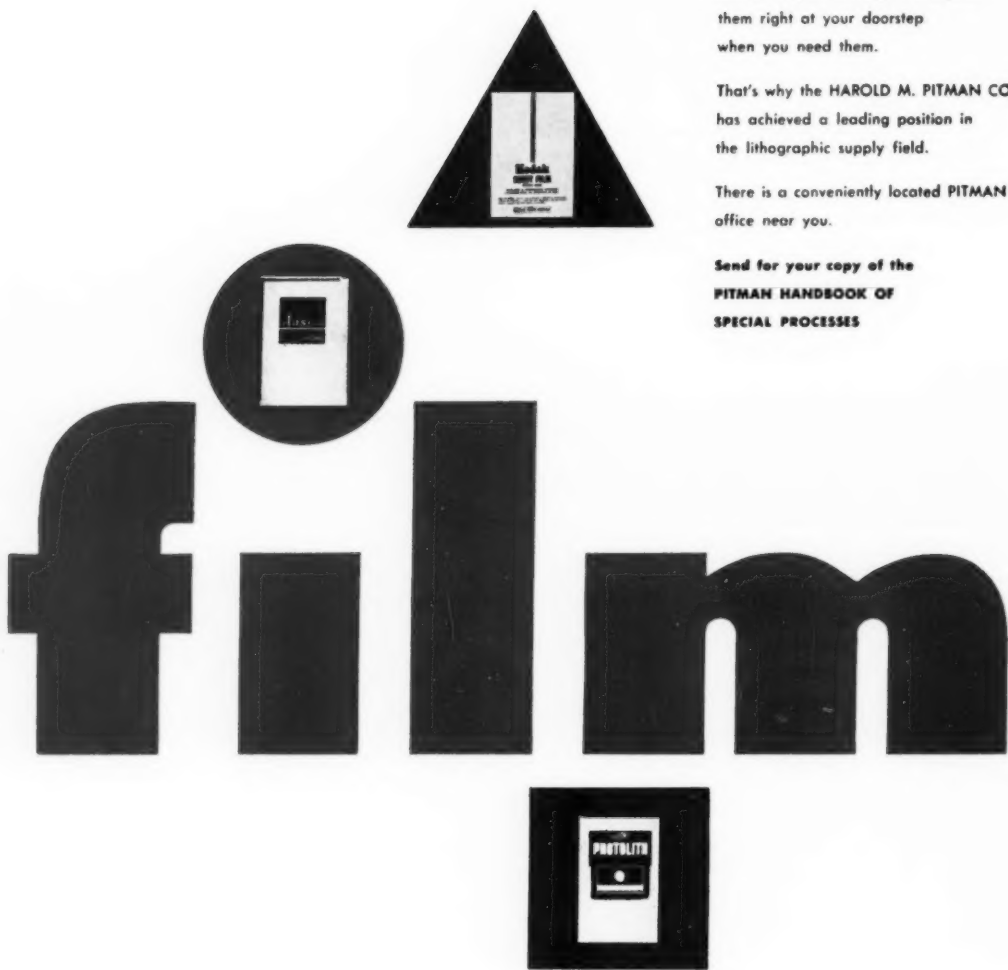 them right at your doorstep
when you need them.
That's why the HAROLD M. PITMAN CO
has achieved a leading position in
the lithographic supply field.
There is a conveniently located PITMAN
office near you.
Send for your copy of the
PITMAN HANDBOOK OF
SPECIAL PROCESSES
Kodak
film
PHOTOLITH